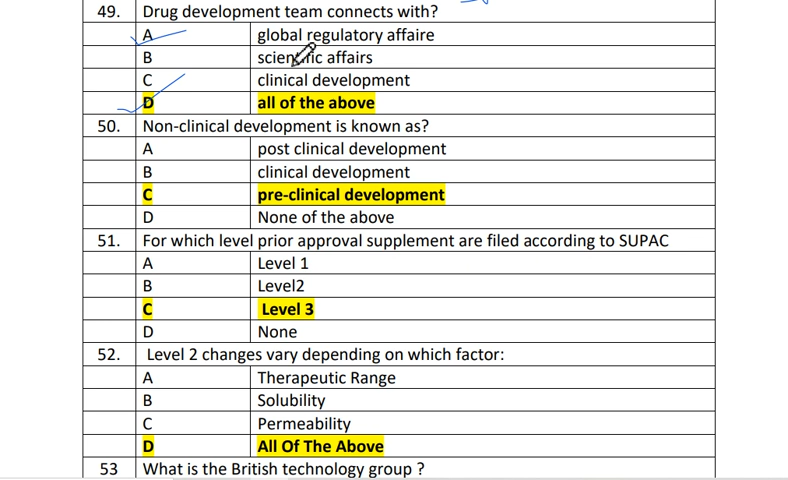 49. Drug development team connects with?
A global regulatory affaire
B scientific affairs
C clinical development
D all of the above
50. Non-clinical development is known as?
A post clinical development
B clinical development
C pre-clinical development
D None of the above
51. For which level prior approval supplement are filed according to SUPAC
A Level 1
B Level2
C Level 3
D None
52. Level 2 changes vary depending on which factor:
A Therapeutic Range
B Solubility
C Permeability
D All Of The Above
53 What is the British technology group ?